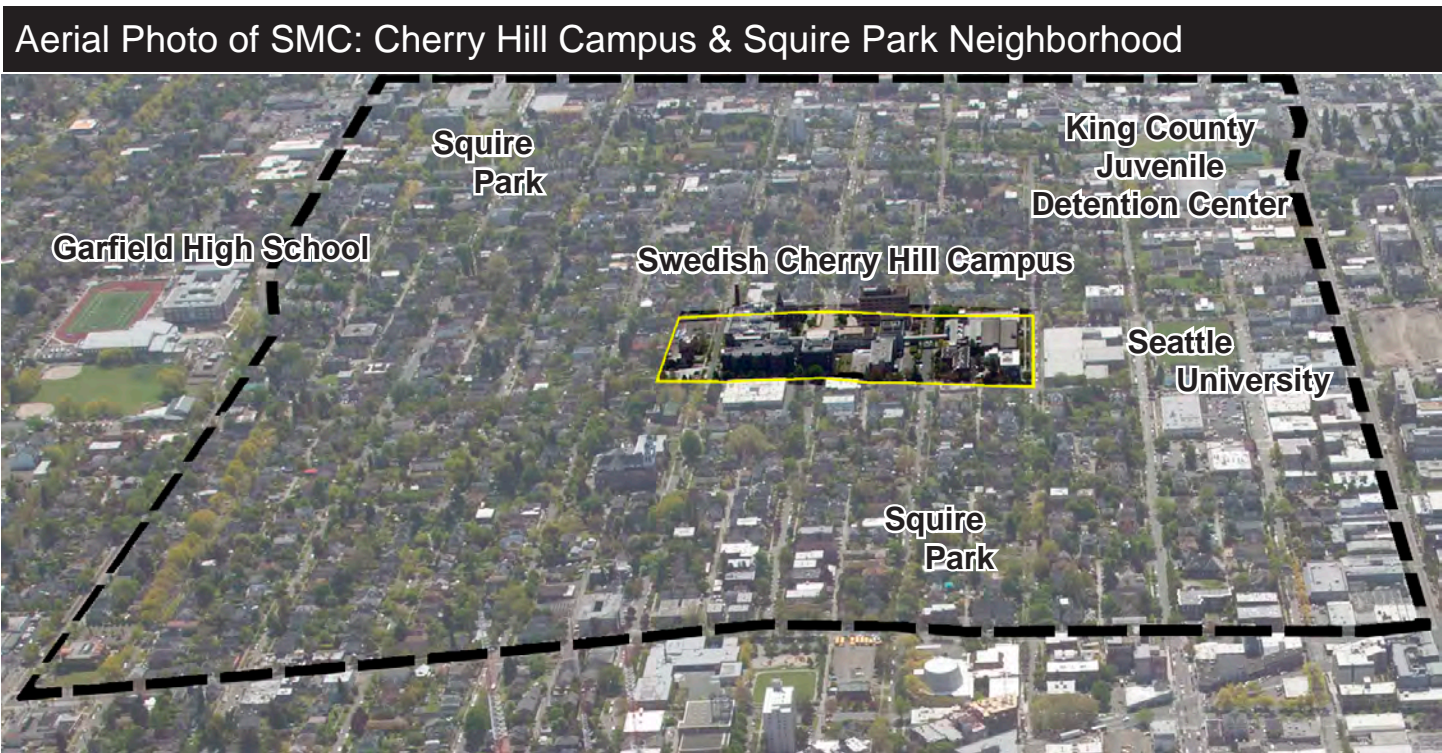 Aerial Photo of SMC: Cherry Hill Campus & Squire Park Neighborhood
Squire
Park
King County
Juvenile
Detention Center
Garfield High School
Swedish Cherry Hill Campus
Seattle
University
Squire
Park